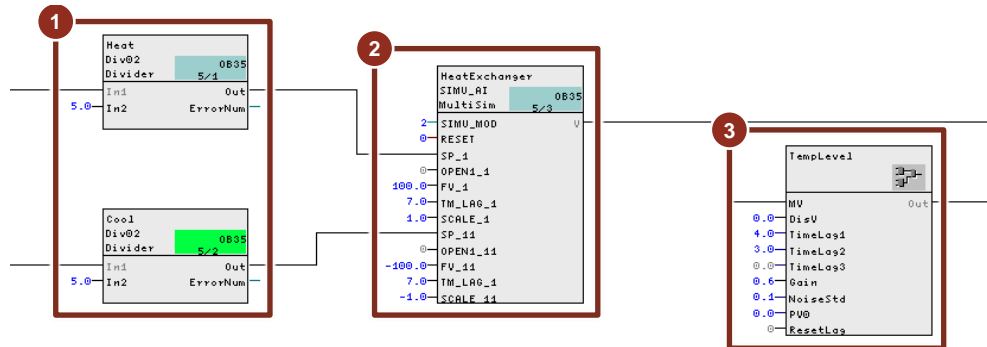 1
Heat
Div02
Divider
OB35
5/1
In1
Out
5.0
In2
ErrorNum
Cool
Div02
Divider
OB35
5/2
In1
Out
5.0
In2
ErrorNum
2
HeatExchanger
SIMU_AI
MultiSim
OB35
5/3
2
SIMU_MOD
V
0
RESET
SP_1
0
OPEN1_1
100.0
FV_1
7.0
TM_LAG_1
1.0
SCALE_1
SP_11
0
OPEN1_11
-100.0
FV_11
7.0
TM_LAG_1
-1.0
SCALE_11
3
TempLevel
MV
Out
0.0
DisV
4.0
TimeLag1
3.0
TimeLag2
0.0
TimeLag3
0.6
Gain
0.1
NoiseStd
0.0
PV0
0
ResetLag